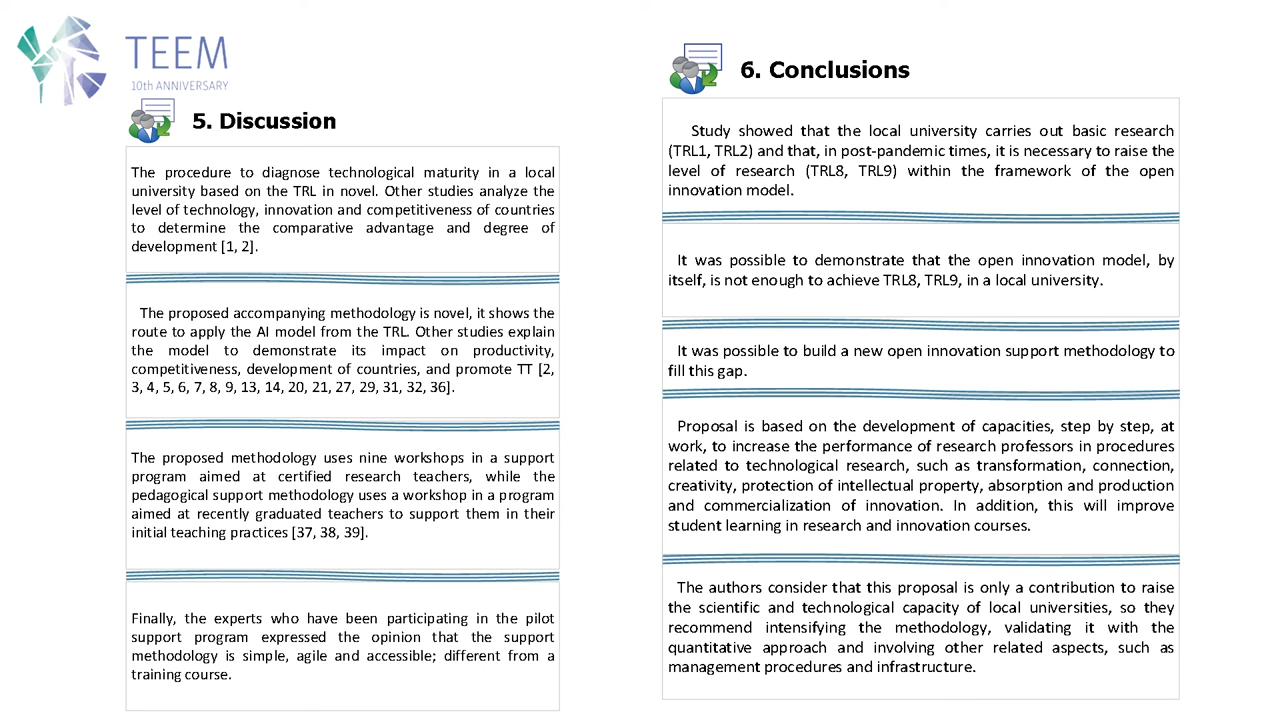 TEEM
10th ANNIVERSARY
5. Discussion
The procedure to diagnose technological maturity in a local
university based on the TRL in novel. Other studies analyze the
level of technology, innovation and competitiveness of countries
to determine the comparative advantage and degree of
development [1, 2].
The proposed accompanying methodology is novel, it shows the
route to apply the AI model from the TRL. Other studies explain
the model to demonstrate its impact on productivity,
competitiveness, development of countries, and promote TT [2,
3, 4, 5, 6, 7, 8, 9, 13, 14, 20, 21, 27, 29, 31, 32, 36].
The proposed methodology uses nine workshops in a support
program aimed at certified research teachers, while the
pedagogical support methodology uses a workshop in a program
aimed at recently graduated teachers to support them in their
initial teaching practices [37, 38, 39].
Finally, the experts who have been participating in the pilot
support program expressed the opinion that the support
methodology is simple, agile and accessible; different from a
training course.
6. Conclusions
Study showed that the local university carries out basic research
(TRL1, TRL2) and that, in post-pandemic times, it is necessary to raise the
level of research (TRL8, TRL9) within the framework of the open
innovation model.
It was possible to demonstrate that the open innovation model, by
itself, is not enough to achieve TRL8, TRL9, in a local university.
It was possible to build a new open innovation support methodology to
fill this gap.
Proposal is based on the development of capacities, step by step, at
work, to increase the performance of research professors in procedures
related to technological research, such as transformation, connection,
creativity, protection of intellectual property, absorption and production
and commercialization of innovation. In addition, this will improve
student learning in research and innovation courses.
The authors consider that this proposal is only a contribution to raise
the scientific and technological capacity of local universities, so they
recommend intensifying the methodology, validating it with the
quantitative approach and involving other related aspects, such as
management procedures and infrastructure.